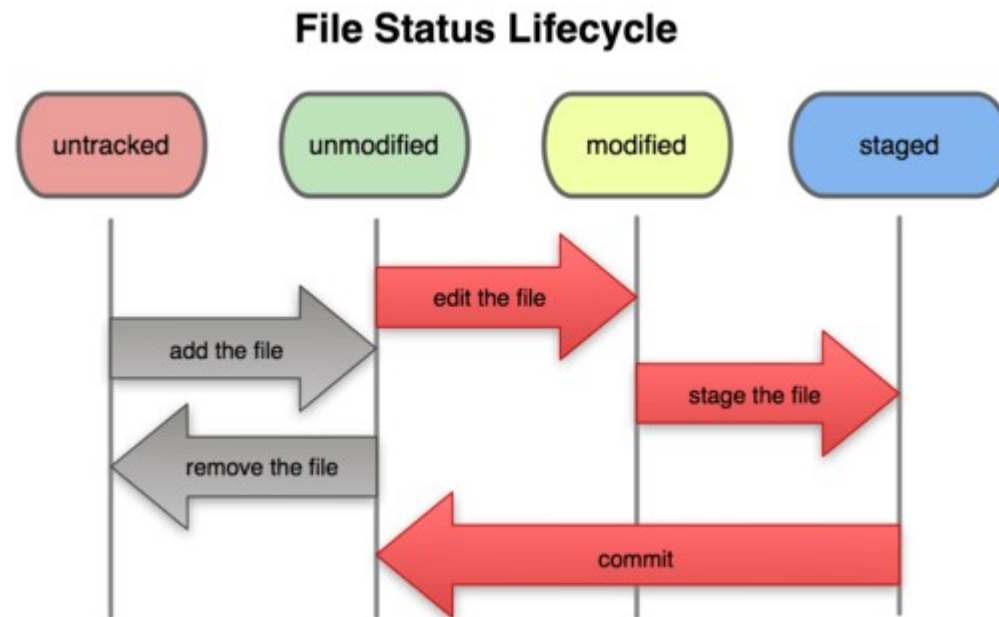 File Status Lifecycle
untracked
unmodified
modified
staged
edit the file
add the file
stage the file
remove the file
commit